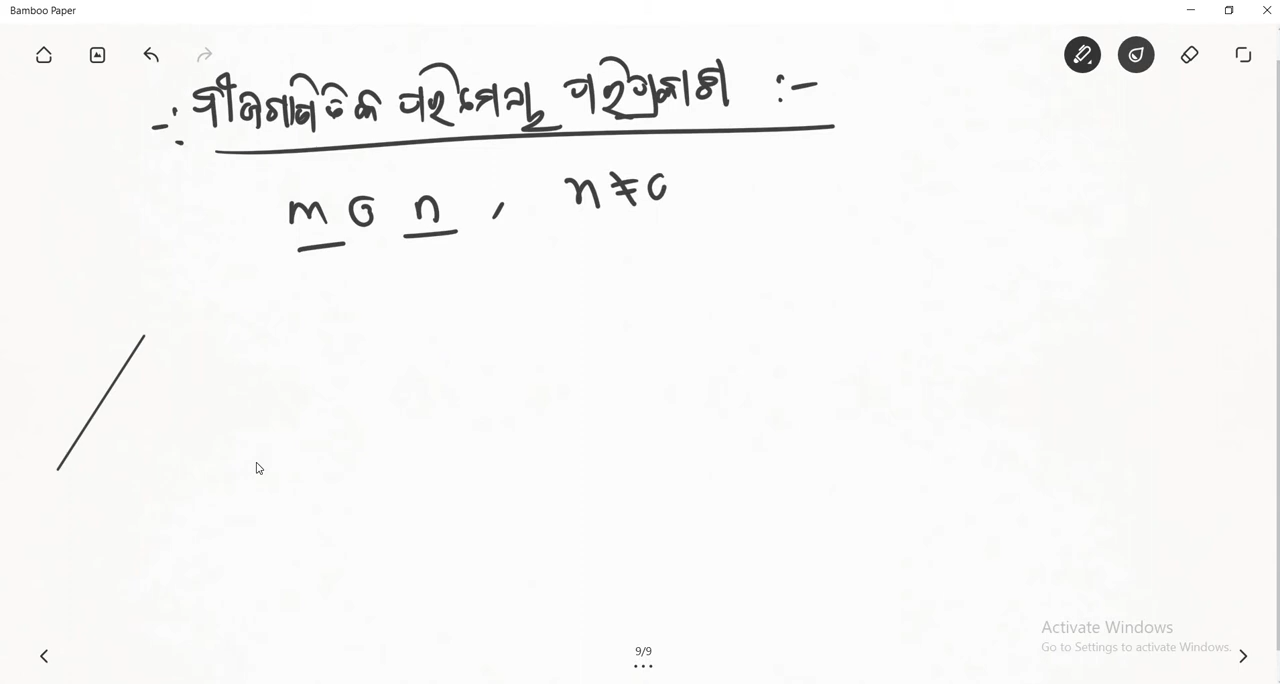 Bamboo Paper
-: ବୀଜଗାଣିତିକ ପରିମେୟ ପରିପ୍ରକାଶ :-
m ଓ n , n ≠ 0
9/9
Activate Windows
Go to Settings to activate Windows.